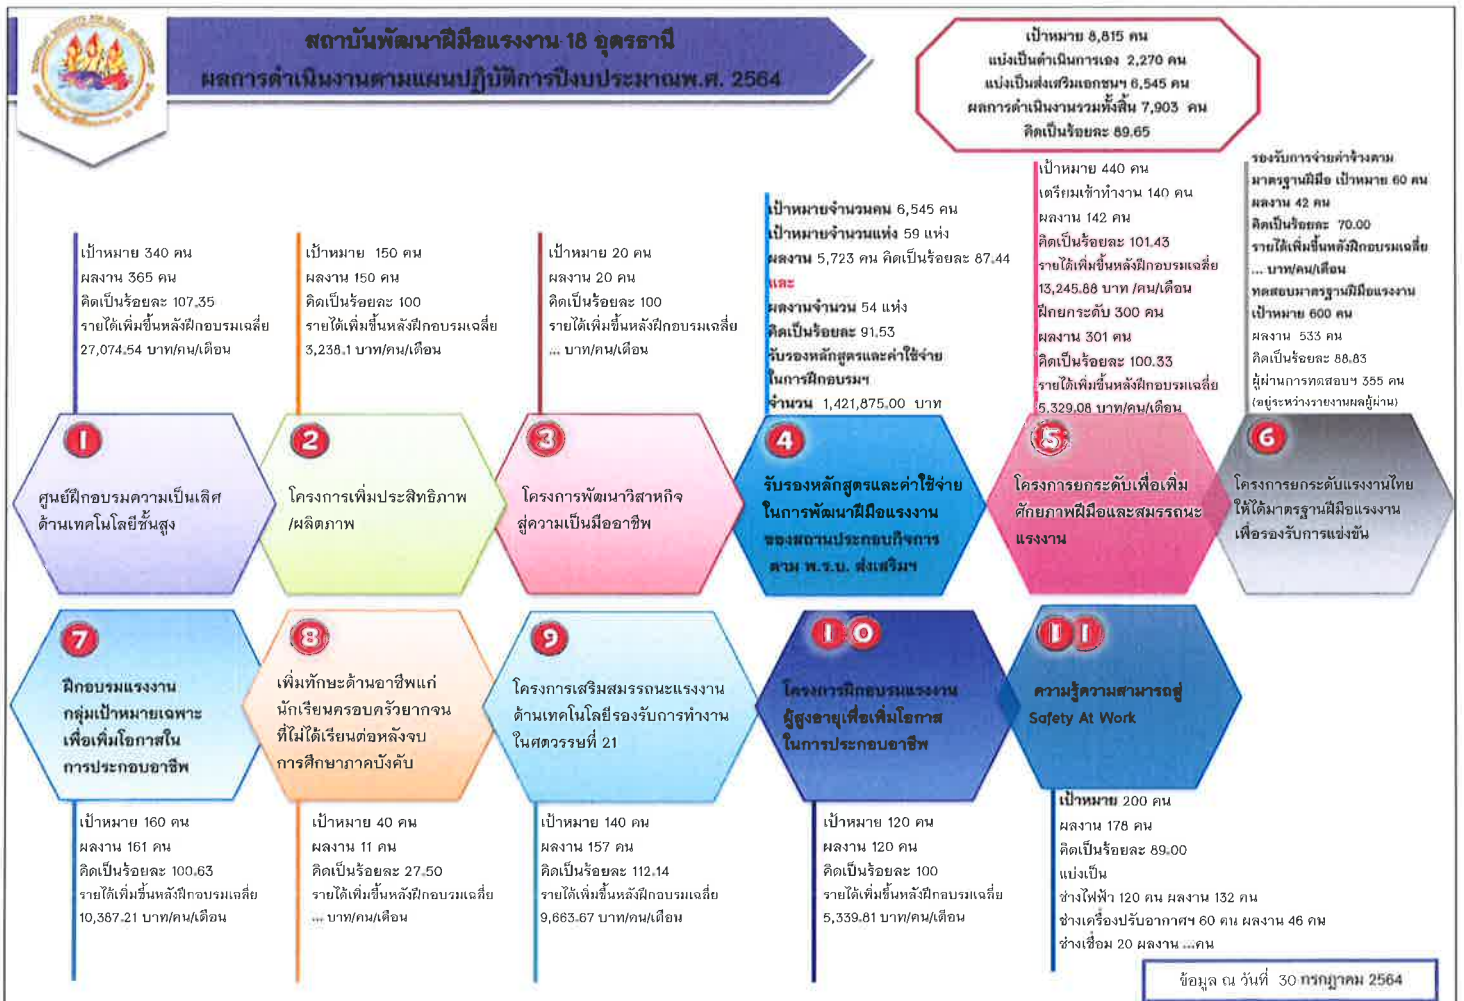 สถาบันพัฒนาฝีมือแรงงาน 18 อุดรธานี
ผลการดำเนินงานตามแผนปฏิบัติการปีงบประมาณพ.ศ. 2564
เป้าหมาย 8,815 คน
แบ่งเป็นดำเนินการเอง 2,270 คน
แบ่งเป็นส่งเสริมเอกชนฯ 6,545 คน
ผลการดำเนินงานรวมทั้งสิ้น 7,903 คน
คิดเป็นร้อยละ 89.65
เป้าหมาย 340 คน
ผลงาน 365 คน
คิดเป็นร้อยละ 107.35
รายได้เพิ่มขึ้นหลังฝึกอบรมเฉลี่ย
27,074.54 บาท/คน/เดือน
1
ศูนย์ฝึกอบรมความเป็นเลิศ
ด้านเทคโนโลยีชั้นสูง
เป้าหมาย 150 คน
ผลงาน 150 คน
คิดเป็นร้อยละ 100
รายได้เพิ่มขึ้นหลังฝึกอบรมเฉลี่ย
3,238.1 บาท/คน/เดือน
2
โครงการเพิ่มประสิทธิภาพ
/ผลิตภาพ
เป้าหมาย 20 คน
ผลงาน 20 คน
คิดเป็นร้อยละ 100
รายได้เพิ่มขึ้นหลังฝึกอบรมเฉลี่ย
... บาท/คน/เดือน
3
โครงการพัฒนาวิสาหกิจ
สู่ความเป็นมืออาชีพ
เป้าหมายจำนวนคน 6,545 คน
เป้าหมายจำนวนแห่ง 59 แห่ง
ผลงาน 5,723 คน คิดเป็นร้อยละ 87.44
และ
ผลงานจำนวน 54 แห่ง
คิดเป็นร้อยละ 91.53
รับรองหลักสูตรและค่าใช้จ่าย
ในการฝึกอบรมฯ
จำนวน 1,421,875.00 บาท
4
รับรองหลักสูตรและค่าใช้จ่าย
ในการพัฒนาฝีมือแรงงาน
ของสถานประกอบกิจการ
ตาม พ.ร.บ. ส่งเสริมฯ
เป้าหมาย 440 คน
เตรียมเข้าทำงาน 140 คน
ผลงาน 142 คน
คิดเป็นร้อยละ 101.43
รายได้เพิ่มขึ้นหลังฝึกอบรมเฉลี่ย
13,245.88 บาท /คน/เดือน
ฝึกยกระดับ 300 คน
ผลงาน 301 คน
คิดเป็นร้อยละ 100.33
รายได้เพิ่มขึ้นหลังฝึกอบรมเฉลี่ย
5,329.08 บาท/คน/เดือน
5
โครงการยกระดับเพื่อเพิ่ม
ศักยภาพฝีมือและสมรรถนะ
แรงงาน
รองรับการจ่ายค่าจ้างตาม
มาตรฐานฝีมือ เป้าหมาย 60 คน
ผลงาน 42 คน
คิดเป็นร้อยละ 70.00
รายได้เพิ่มขึ้นหลังฝึกอบรมเฉลี่ย
... บาท/คน/เดือน
ทดสอบมาตรฐานฝีมือแรงงาน
เป้าหมาย 600 คน
ผลงาน 533 คน
คิดเป็นร้อยละ 88.83
ผู้ผ่านการทดสอบฯ 355 คน
(อยู่ระหว่างรายงานผลผู้ผ่าน)
6
โครงการยกระดับแรงงานไทย
ให้ได้มาตรฐานฝีมือแรงงาน
เพื่อรองรับการแข่งขัน
7
ฝึกอบรมแรงงาน
กลุ่มเป้าหมายเฉพาะ
เพื่อเพิ่มโอกาสใน
การประกอบอาชีพ
เป้าหมาย 160 คน
ผลงาน 161 คน
คิดเป็นร้อยละ 100.63
รายได้เพิ่มขึ้นหลังฝึกอบรมเฉลี่ย
10,387.21 บาท/คน/เดือน
8
เพิ่มทักษะด้านอาชีพแก่
นักเรียนครอบครัวยากจน
ที่ไม่ได้เรียนต่อหลังจบ
การศึกษาภาคบังคับ
เป้าหมาย 40 คน
ผลงาน 11 คน
คิดเป็นร้อยละ 27.50
รายได้เพิ่มขึ้นหลังฝึกอบรมเฉลี่ย
... บาท/คน/เดือน
9
โครงการเสริมสมรรถนะแรงงาน
ด้านเทคโนโลยีรองรับการทำงาน
ในศตวรรษที่ 21
เป้าหมาย 140 คน
ผลงาน 157 คน
คิดเป็นร้อยละ 112.14
รายได้เพิ่มขึ้นหลังฝึกอบรมเฉลี่ย
9,663.67 บาท/คน/เดือน
10
โครงการฝึกอบรมแรงงาน
ผู้สูงอายุเพื่อเพิ่มโอกาส
ในการประกอบอาชีพ
เป้าหมาย 120 คน
ผลงาน 120 คน
คิดเป็นร้อยละ 100
รายได้เพิ่มขึ้นหลังฝึกอบรมเฉลี่ย
5,339.81 บาท/คน/เดือน
11
ความรู้ความสามารถสู่
Safety At Work
เป้าหมาย 200 คน
ผลงาน 178 คน
คิดเป็นร้อยละ 89.00
แบ่งเป็น
ช่างไฟฟ้า 120 คน ผลงาน 132 คน
ช่างเครื่องปรับอากาศฯ 60 คน ผลงาน 46 คน
ช่างเชื่อม 20 ผลงาน ...คน
ข้อมูล ณ วันที่ 30 กรกฎาคม 2564